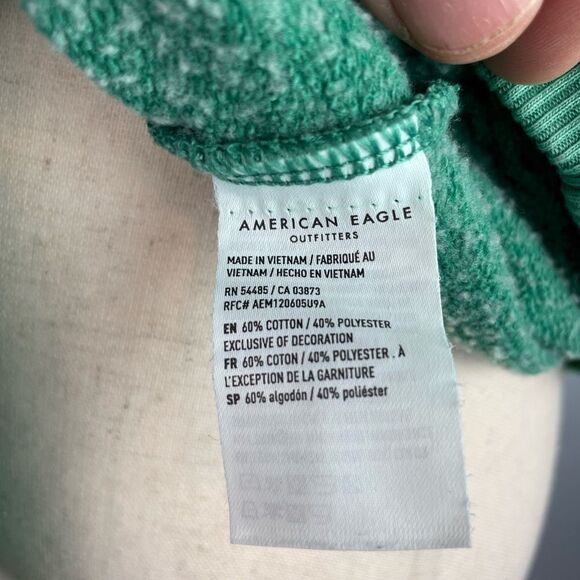 AMERICAN EAGLE
OUTFITTERS
MADE IN VIETNAM / FABRIQUÉ AU
VIETNAM / HECHO EN VIETNAM
RN 54485 / CA 03873
RFC# AEM120605U9A
EN 60% COTTON / 40% POLYESTER
EXCLUSIVE OF DECORATION
FR 60% COTON / 40% POLYESTER . À
L'EXCEPTION DE LA GARNITURE
SP 60% algodón / 40% poliéster